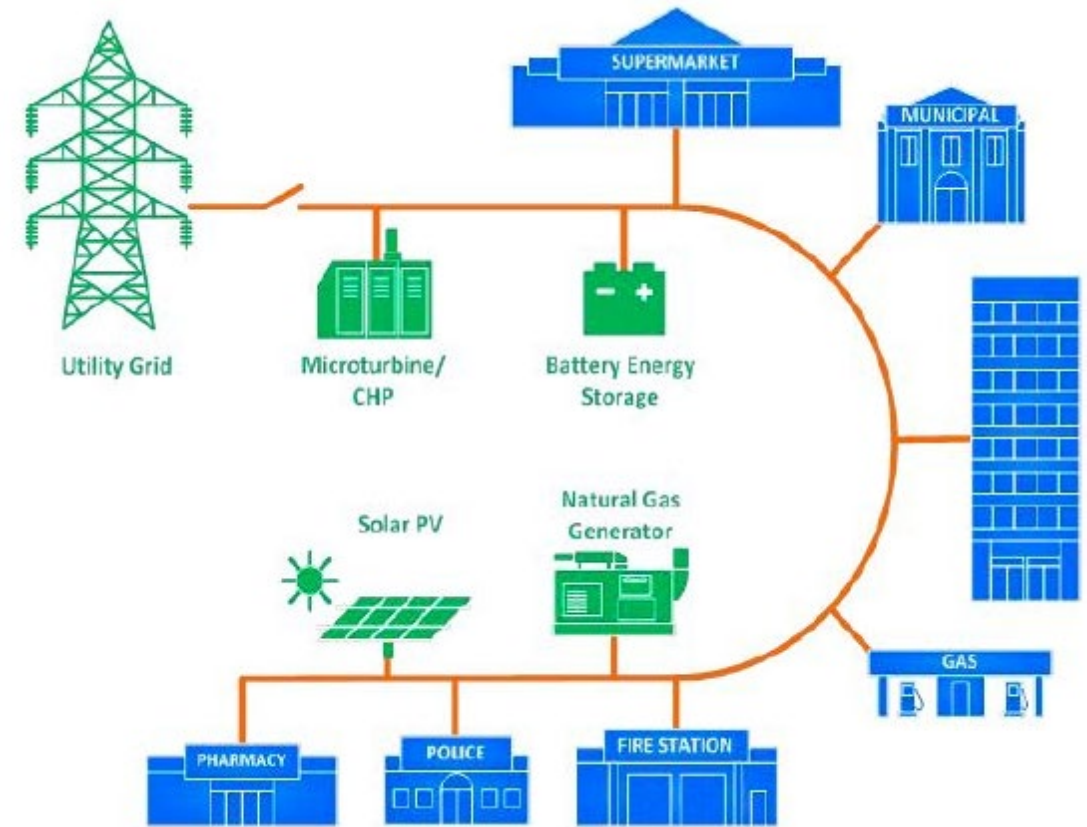 SUPERMARKET
MUNICIPAL
Utility Grid
Microturbine/
CHP
Battery Energy
Storage
Solar PV
Natural Gas
Generator
GAS
PHARMACY
POLICE
FIRE STATION